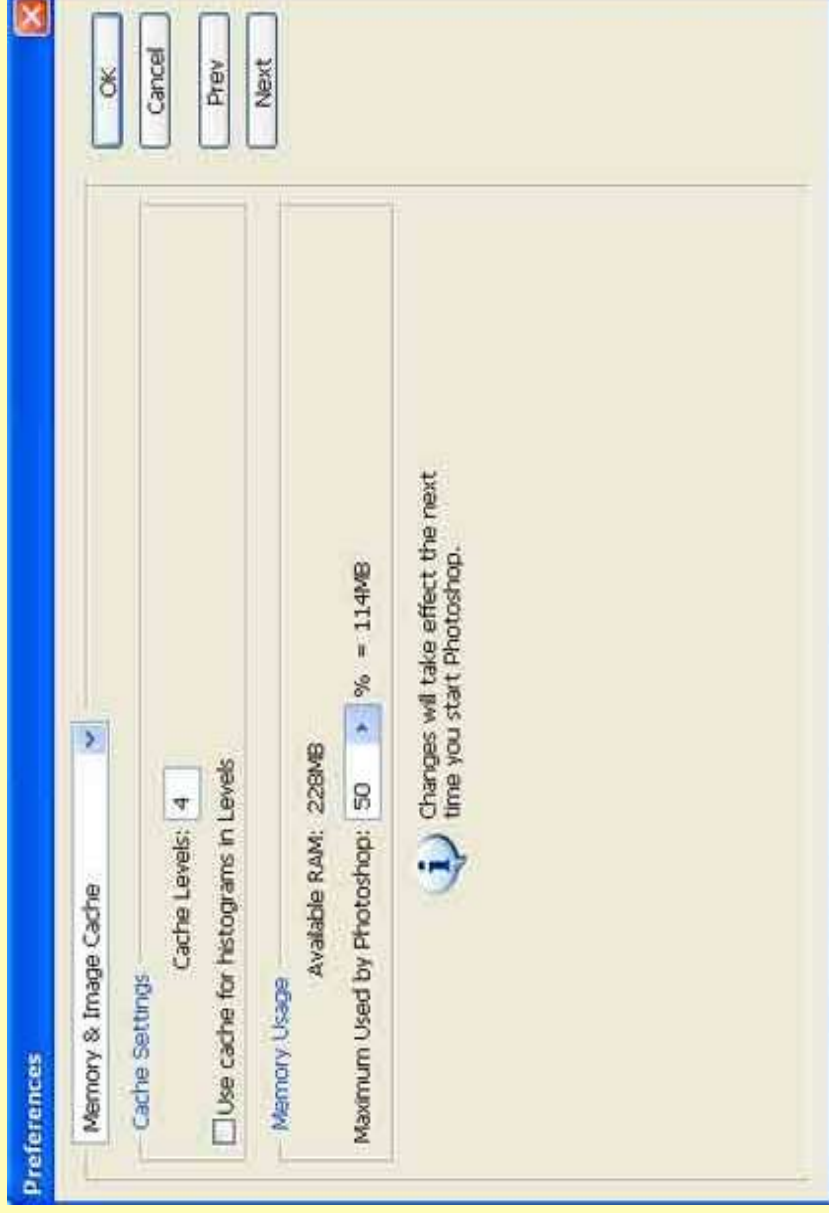 Preferences
Memory & Image Cache
OK
Cancel
Prev
Next
Cache Settings
Cache Levels: 4
Use cache for histograms in Levels
Memory Usage
Available RAM: 228MB
Maximum Used by Photoshop: 50 % = 114MB
Changes will take effect the next
time you start Photoshop.